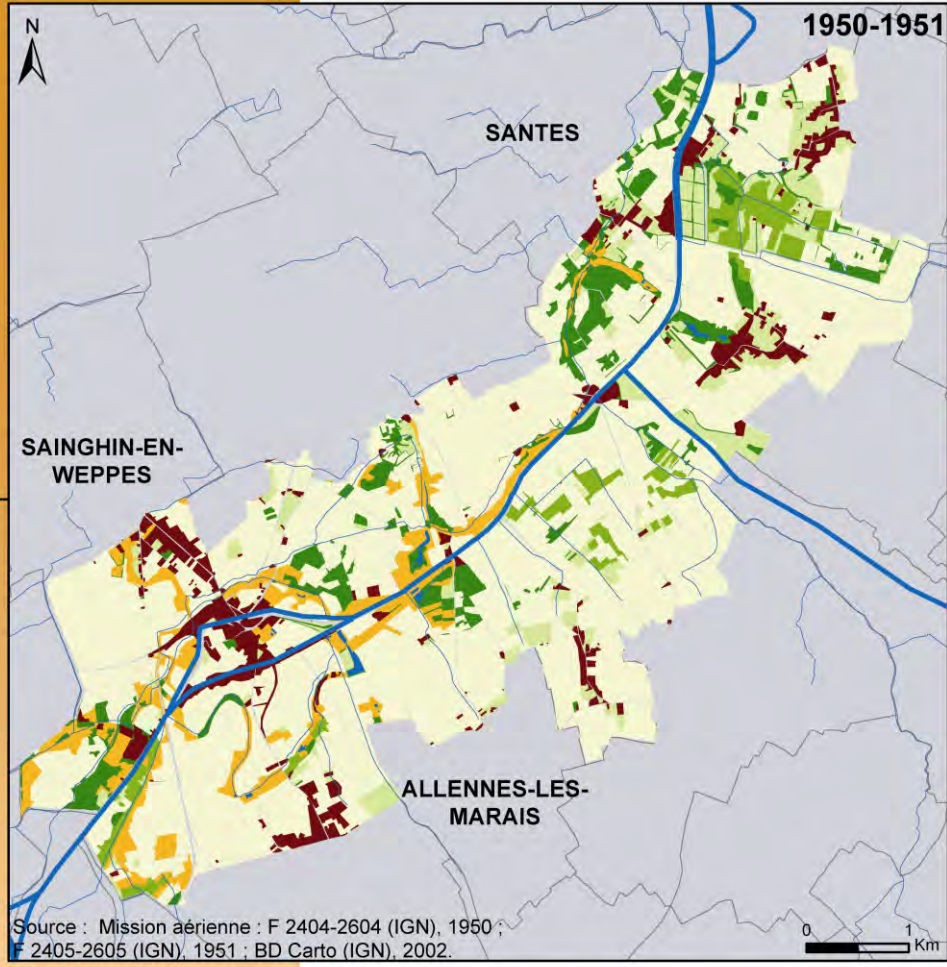 N
1950-1951
SANTES
SAINGHIN-EN-
WEPPES
ALLENNES-LES-
MARAIS
Source : Mission aérienne : F 2404-2604 (IGN), 1950 ;
F 2405-2605 (IGN), 1951 ; BD Carto (IGN), 2002.
0 1
Km